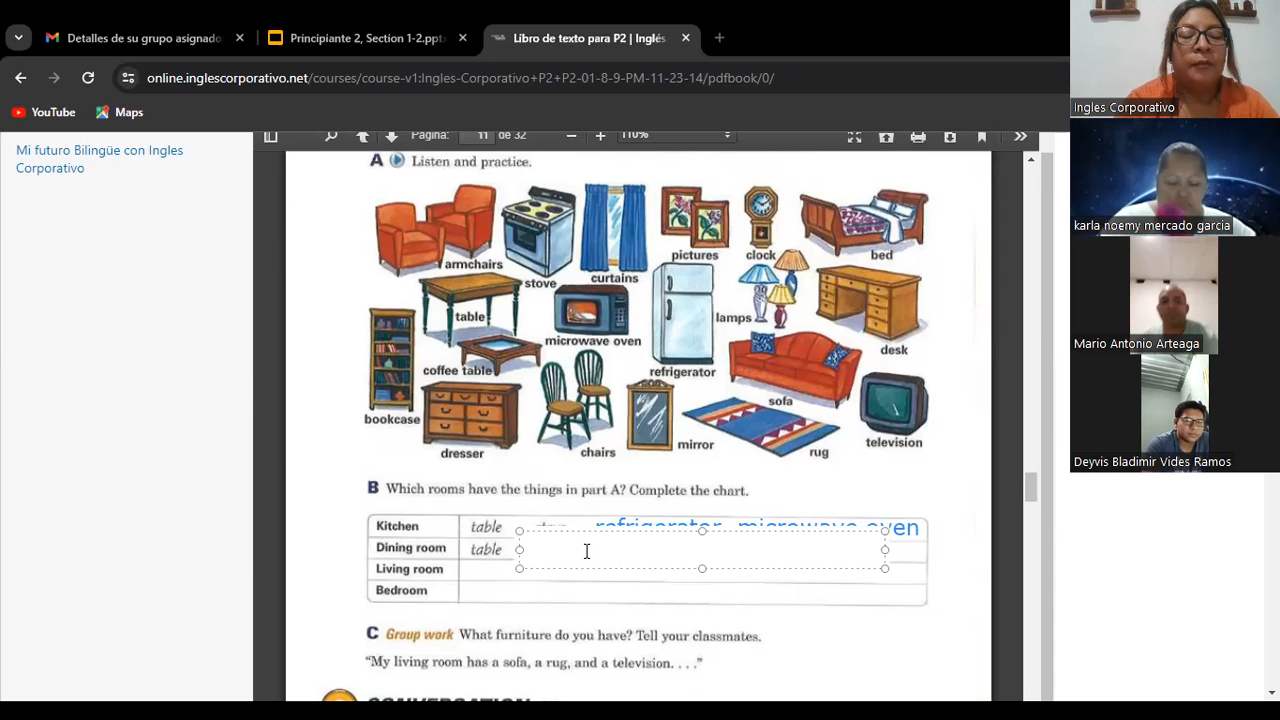 Detalles de su grupo asignado
Principiante 2, Section 1-2.ppt
Libro de texto para P2 | Inglés
online.inglescorporativo.net/courses/course-v1:Ingles-Corporativo+P2+P2-01-8-9-PM-11-23-14/pdfbook/0/
YouTube
Maps
Mi futuro Bilingüe con Ingles
Corporativo
Página: 11 de 32
110%
A Listen and practice.
armchairs
stove
curtains
pictures
clock
bed
table
microwave oven
refrigerator
lamps
desk
coffee table
sofa
bookcase
dresser
chairs
mirror
rug
television
B Which rooms have the things in part A? Complete the chart.
Kitchen table refrigerator microwave oven
Dining room table
Living room
Bedroom
C Group work What furniture do you have? Tell your classmates.
"My living room has a sofa, a rug, and a television. . . ."
CONVERSATION
Ingles Corporativo
karla noemy mercado garcia
Mario Antonio Arteaga
Deyvis Bladimir Vides Ramos